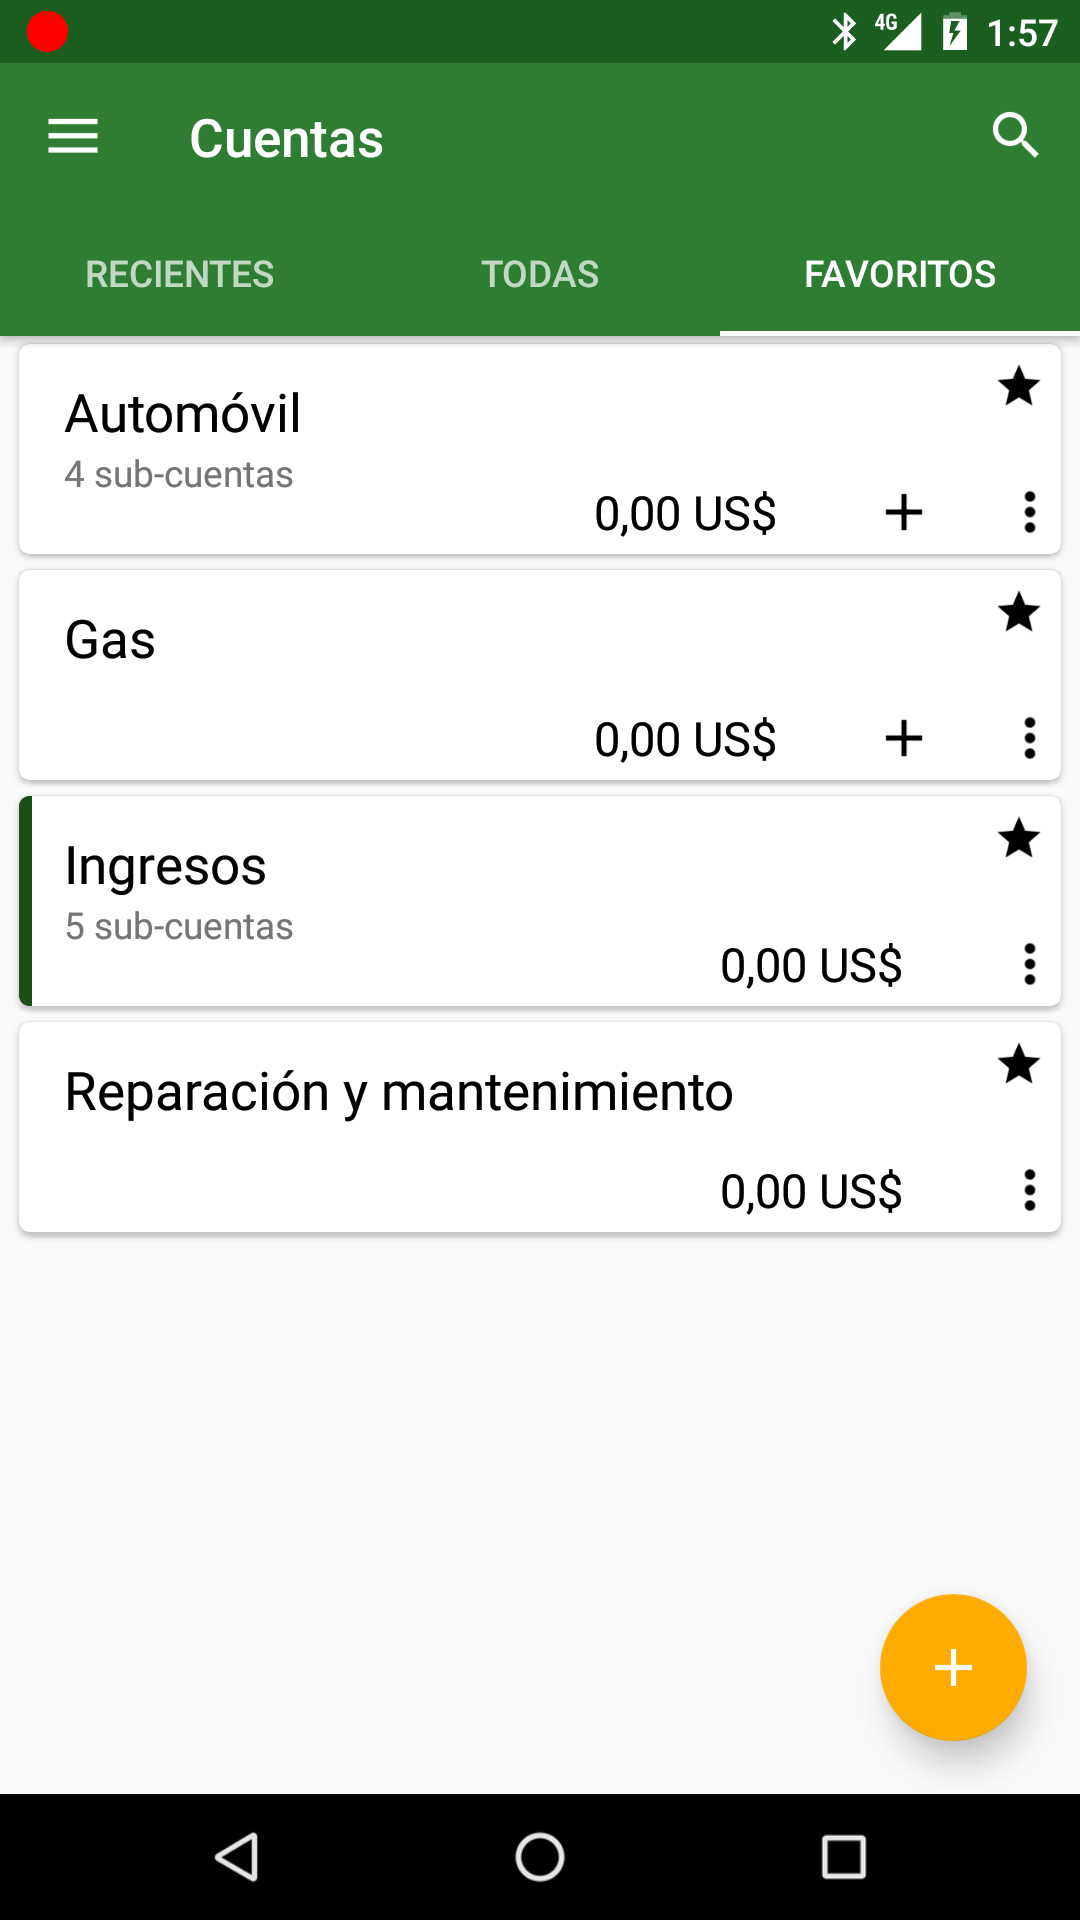 4G 1:57
Cuentas
RECIENTES TODAS FAVORITOS
Automóvil
4 sub-cuentas
0,00 US$
Gas
0,00 US$
Ingresos
5 sub-cuentas
0,00 US$
Reparación y mantenimiento
0,00 US$